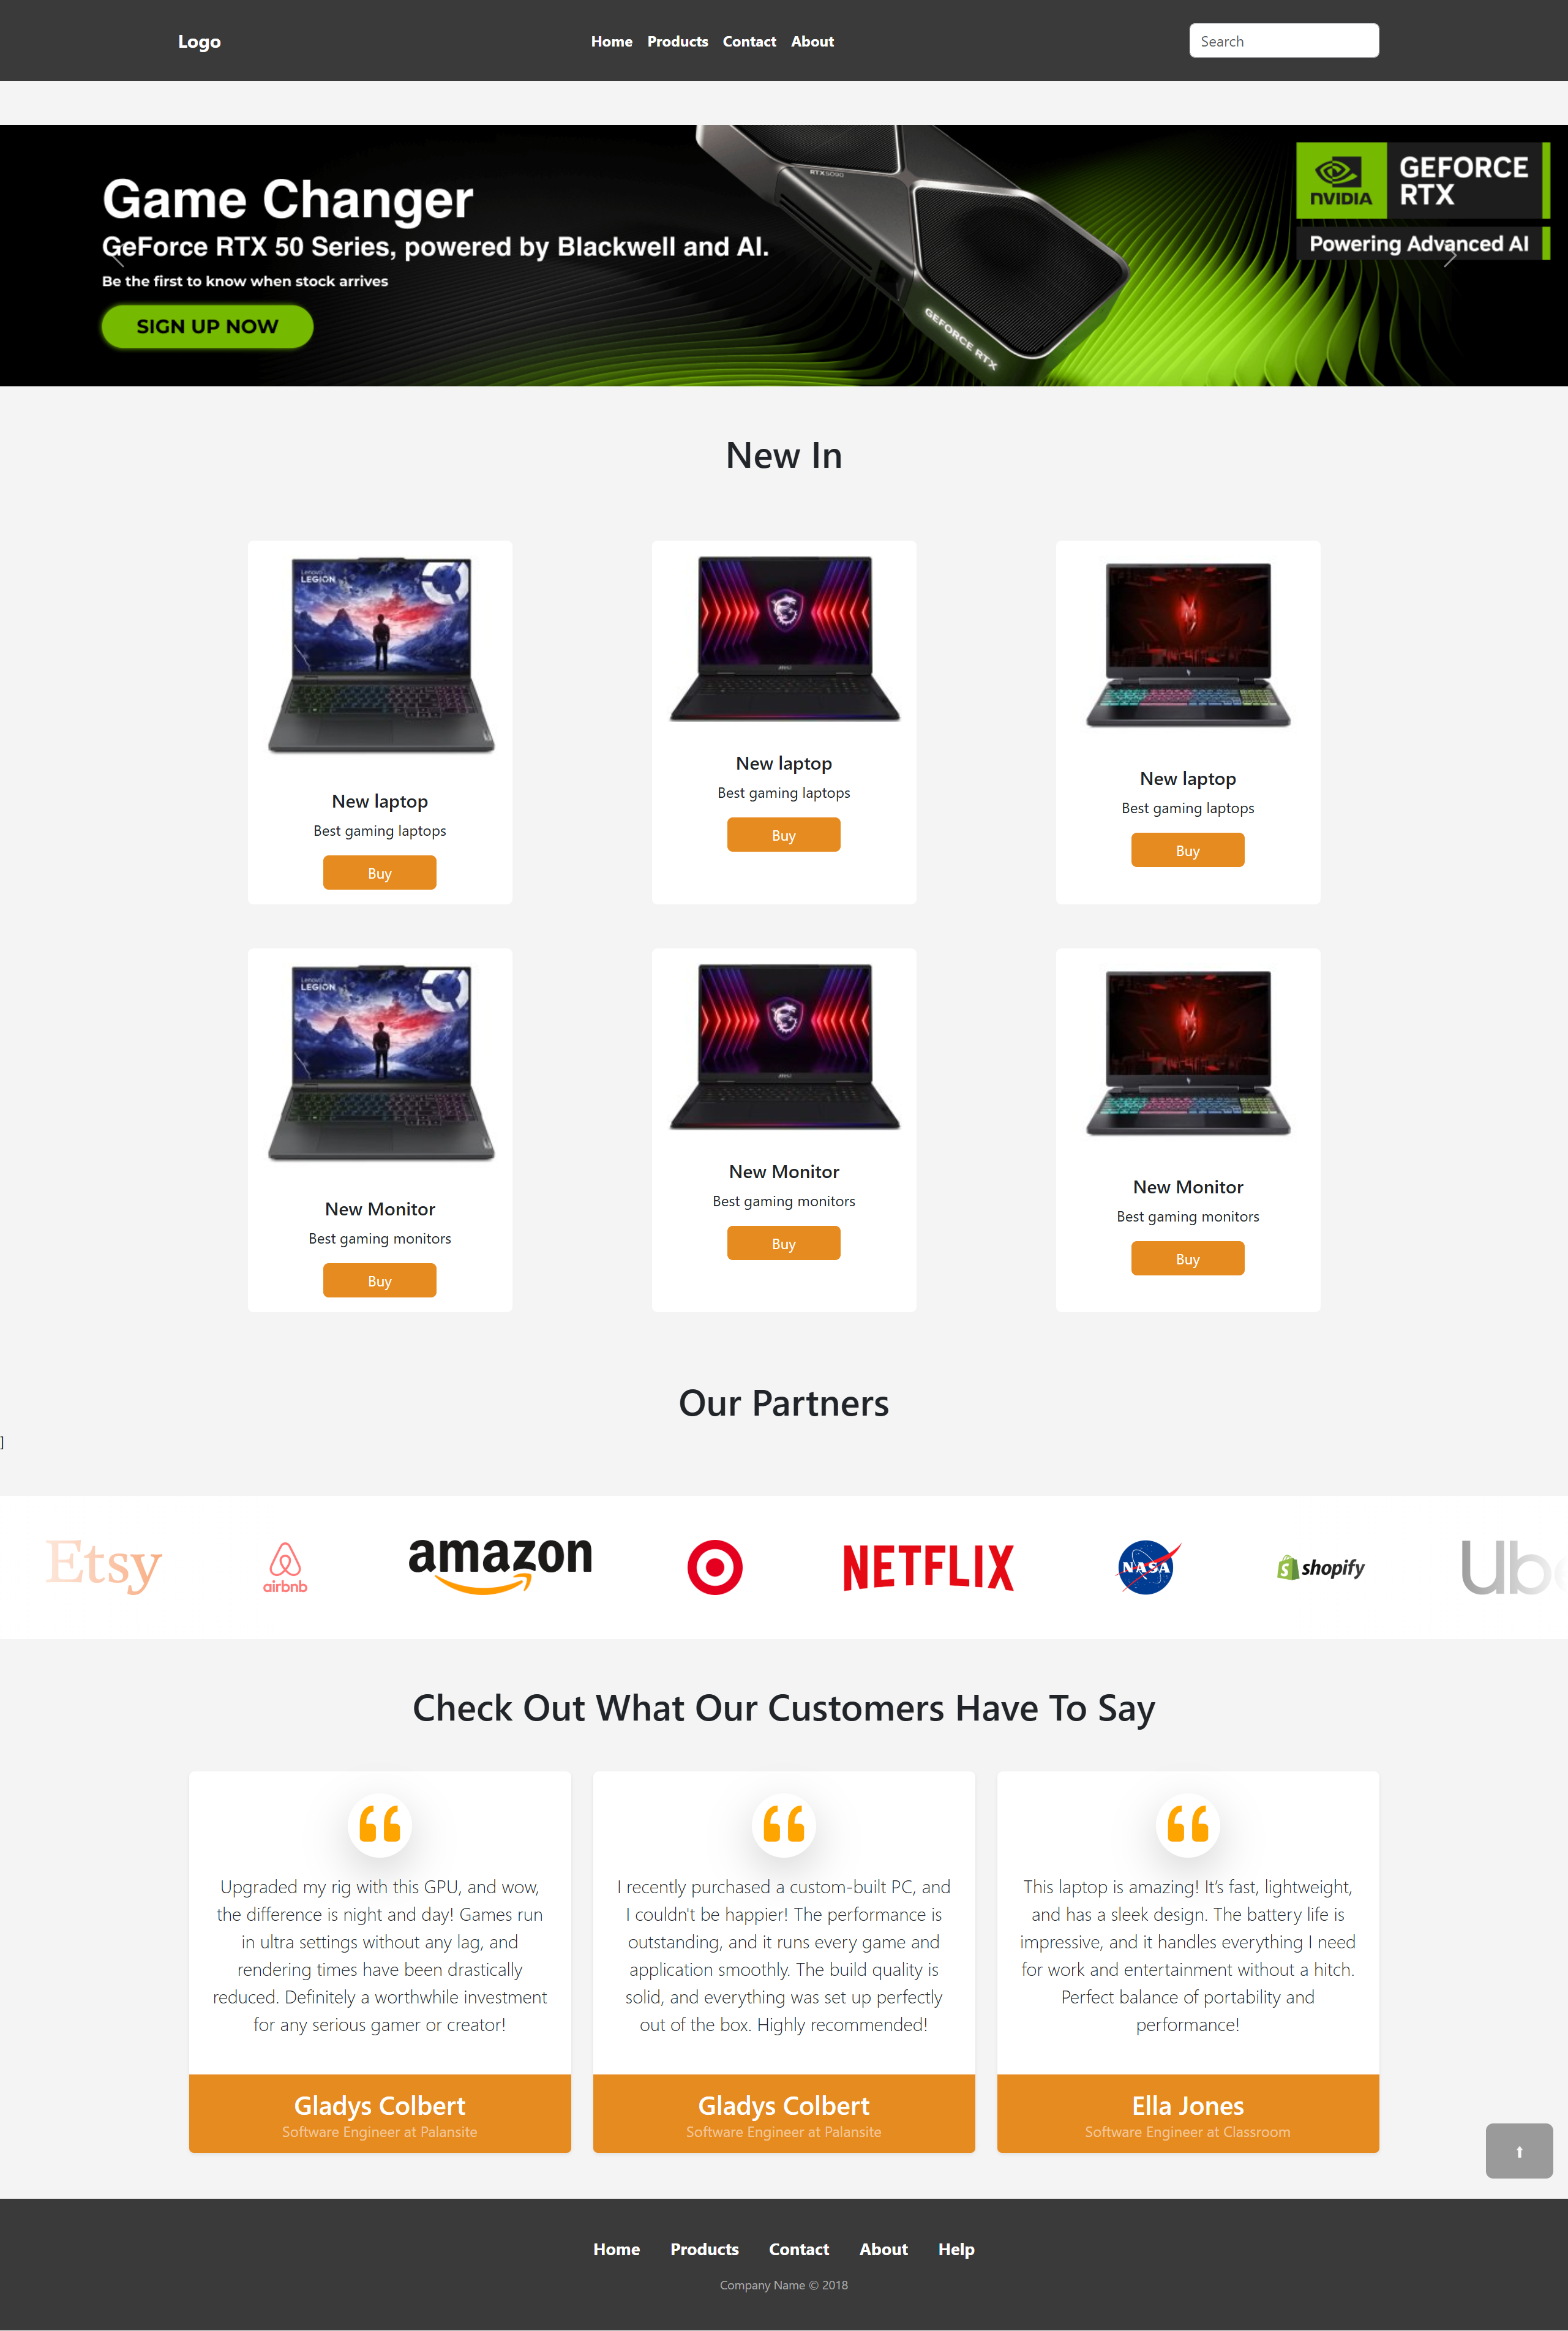 Logo
Home Products Contact About
Search
Game Changer
GeForce RTX 50 Series, powered by Blackwell and AI.
Be the first to know when stock arrives
SIGN UP NOW
RTX5090
GEFORCE RTX
NVIDIA
GEFORCE
RTX
Powering Advanced AI
New In
Lenovo
LEGION
New laptop
Best gaming laptops
Buy
New laptop
Best gaming laptops
Buy
New laptop
Best gaming laptops
Buy
Lenovo
LEGION
New Monitor
Best gaming monitors
Buy
New Monitor
Best gaming monitors
Buy
New Monitor
Best gaming monitors
Buy
Our Partners
]
Etsy
airbnb
amazon
NETFLIX
NASA
shopify
Ub
Check Out What Our Customers Have To Say
Upgraded my rig with this GPU, and wow,
the difference is night and day! Games run
in ultra settings without any lag, and
rendering times have been drastically
reduced. Definitely a worthwhile investment
for any serious gamer or creator!
Gladys Colbert
Software Engineer at Palansite
I recently purchased a custom-built PC, and
I couldn't be happier! The performance is
outstanding, and it runs every game and
application smoothly. The build quality is
solid, and everything was set up perfectly
out of the box. Highly recommended!
Gladys Colbert
Software Engineer at Palansite
This laptop is amazing! It’s fast, lightweight,
and has a sleek design. The battery life is
impressive, and it handles everything I need
for work and entertainment without a hitch.
Perfect balance of portability and
performance!
Ella Jones
Software Engineer at Classroom
Home Products Contact About Help
Company Name © 2018